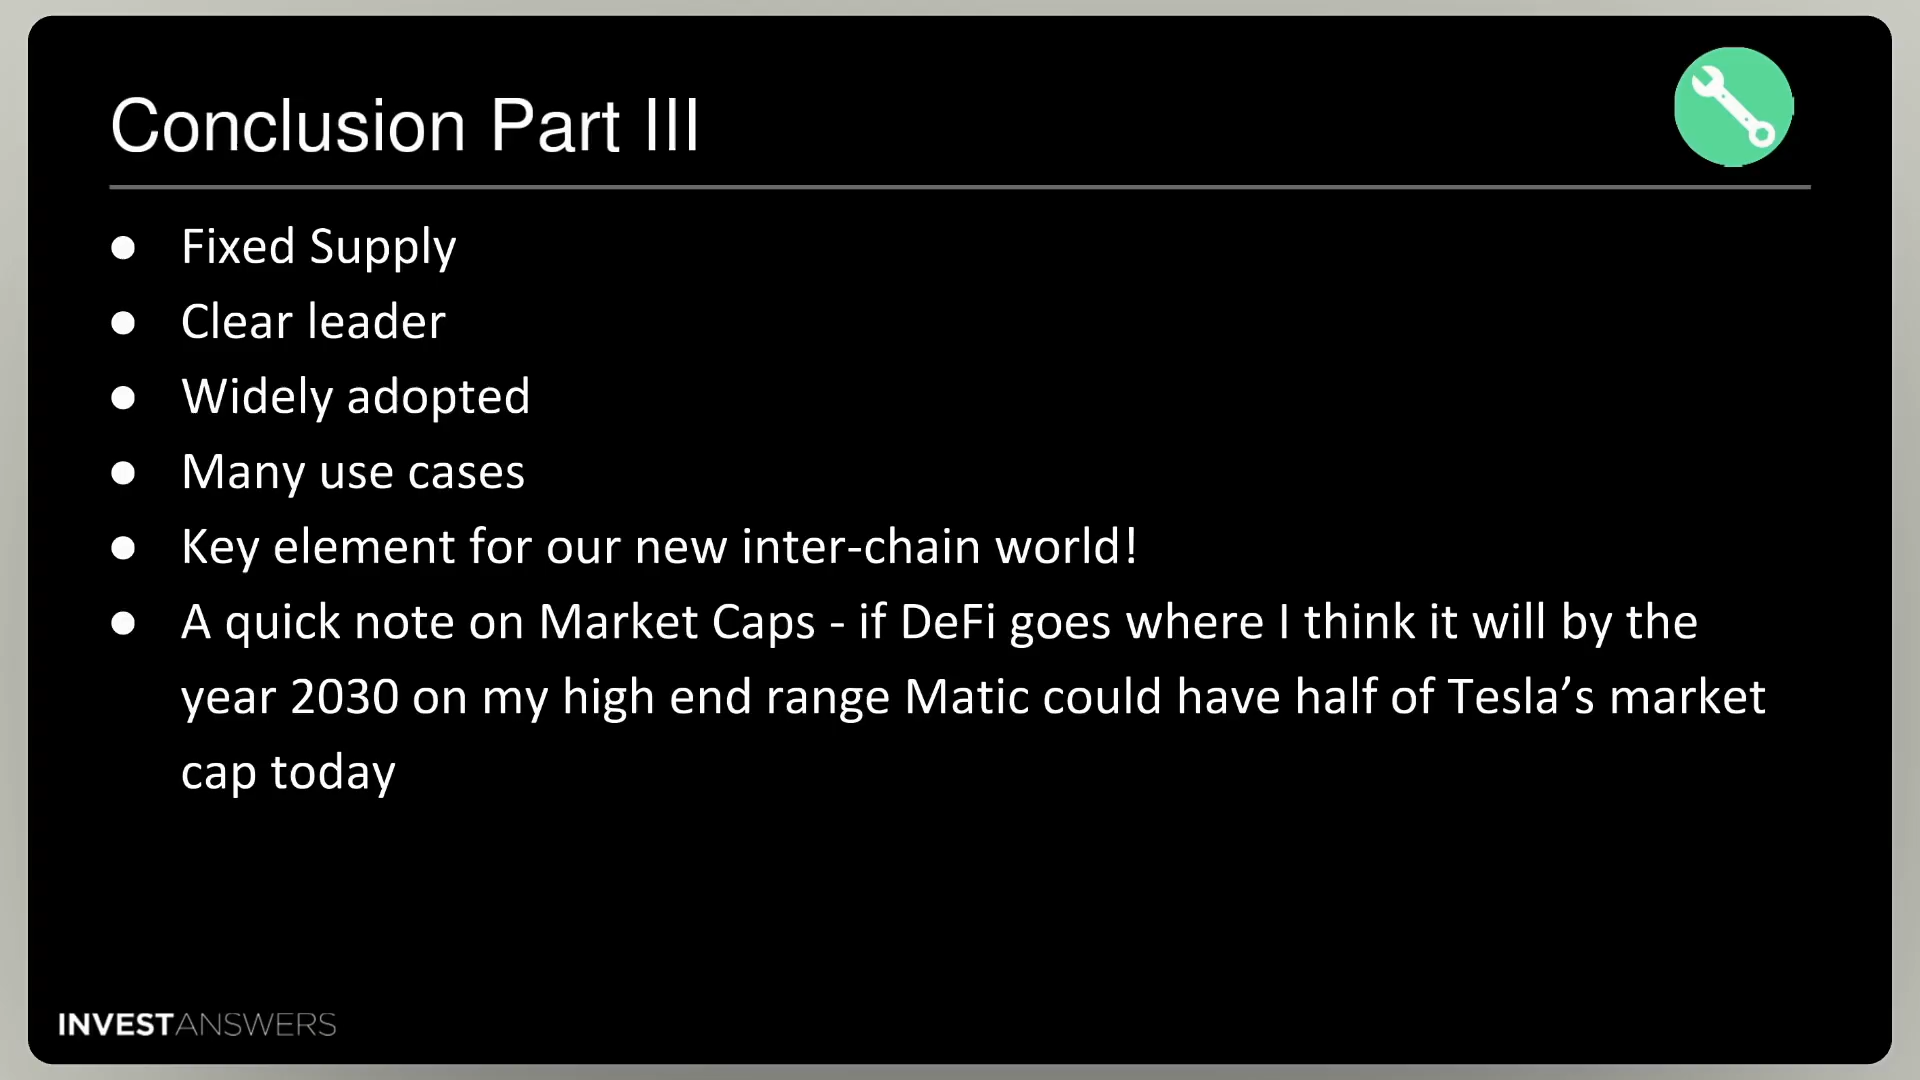 Conclusion Part III
● Fixed Supply
● Clear leader
● Widely adopted
● Many use cases
● Key element for our new inter-chain world!
● A quick note on Market Caps - if DeFi goes where I think it will by the
year 2030 on my high end range Matic could have half of Tesla’s market
cap today
INVESTANSWERS